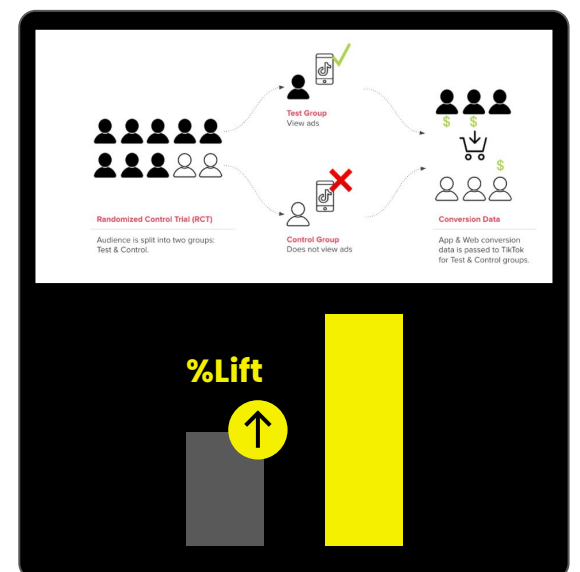 Test Group
View ads
$ $
$
Randomized Control Trial (RCT)
Audience is split into two groups:
Test & Control.
Control Group
Does not view ads
Conversion Data
App & Web conversion
data is passed to TikTok
for Test & Control groups.
%Lift